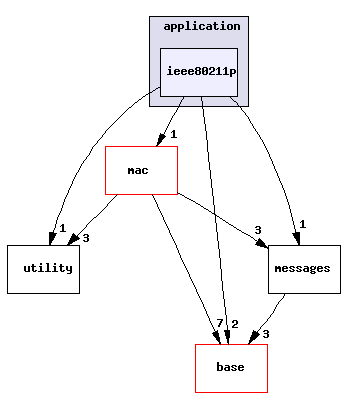 application
ieee80211p
1
mac
1
3
3
1
utility
messages
7
2
3
base